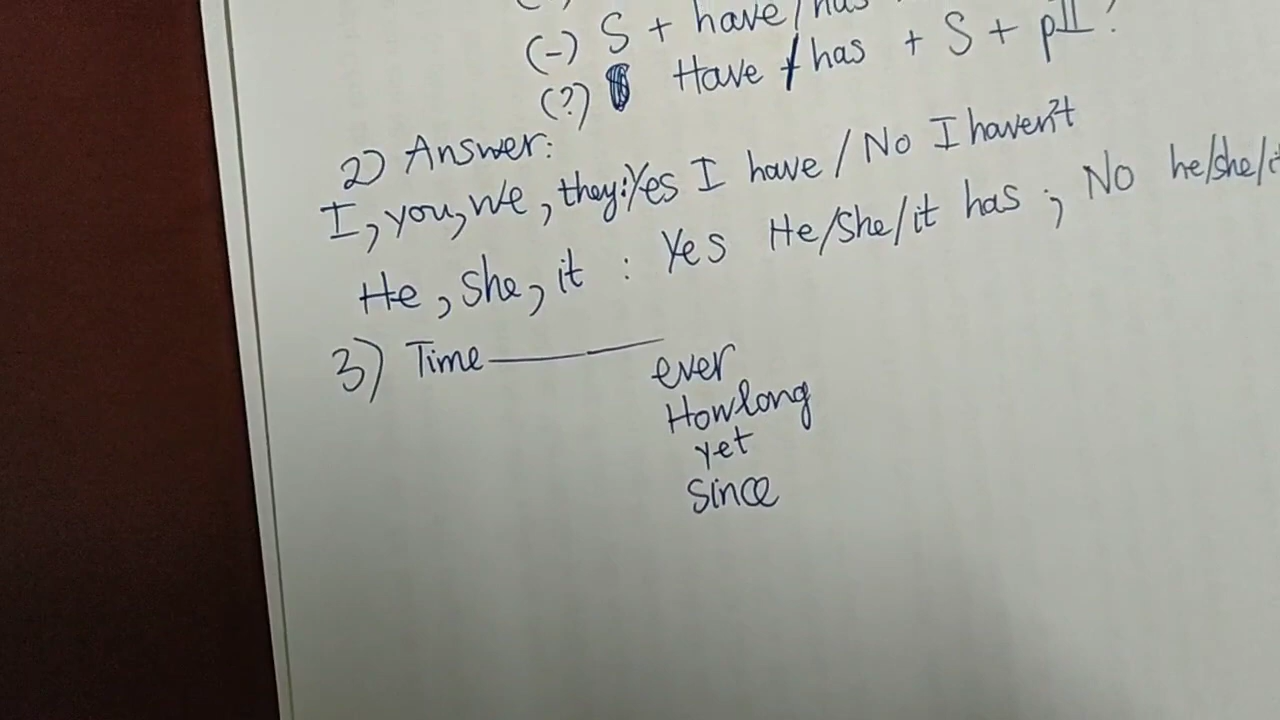 (-) S + have/has
(?) Have / has + S + pII?
2) Answer:
I, you, we, they: Yes I have / No I haven't
He, She, it : Yes He/She/it has ; No he/she/it
3) Time
ever
How long
yet
since